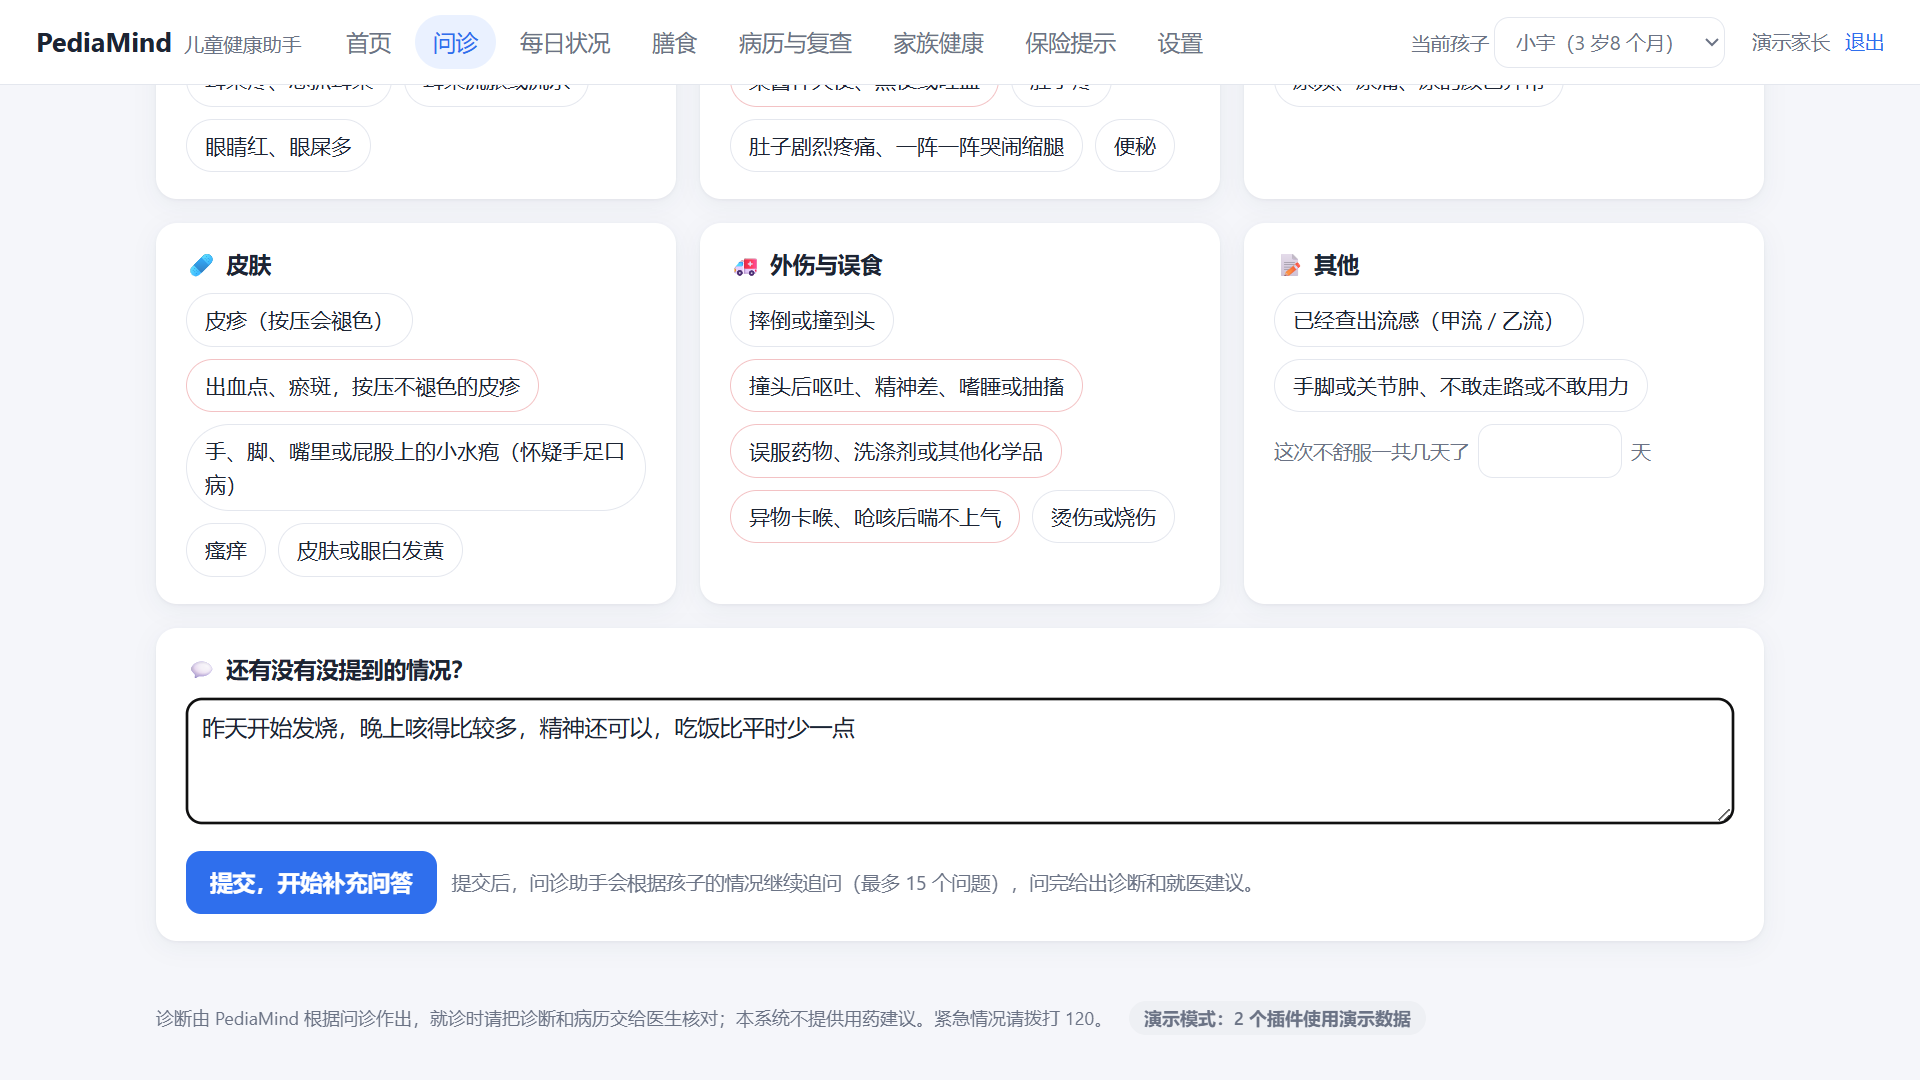 PediaMind 儿童健康助手 首页 问诊 每日状况 膳食 病历与复查 家族健康 保险提示 设置 当前孩子 小宇（3 岁8 个月） 演示家长 退出
眼睛红、眼屎多
肚子剧烈疼痛、一阵一阵哭闹缩腿 便秘
皮肤
皮疹（按压会褪色）
出血点、瘀斑，按压不褪色的皮疹
手、脚、嘴里或屁股上的小水疱（怀疑手足口
病）
瘙痒 皮肤或眼白发黄
外伤与误食
摔倒或撞到头
撞头后呕吐、精神差、嗜睡或抽搐
误服药物、洗涤剂或其他化学品
异物卡喉、呛咳后喘不上气 烫伤或烧伤
其他
已经查出流感（甲流 / 乙流）
手脚或关节肿、不敢走路或不敢用力
这次不舒服一共几天了 天
还有没有没提到的情况？
昨天开始发烧，晚上咳得比较多，精神还可以，吃饭比平时少一点
提交，开始补充问答 提交后，问诊助手会根据孩子的情况继续追问（最多 15 个问题），问完给出诊断和就医建议。
诊断由 PediaMind 根据问诊作出，就诊时请把诊断和病历交给医生核对；本系统不提供用药建议。紧急情况请拨打 120。 演示模式：2 个插件使用演示数据